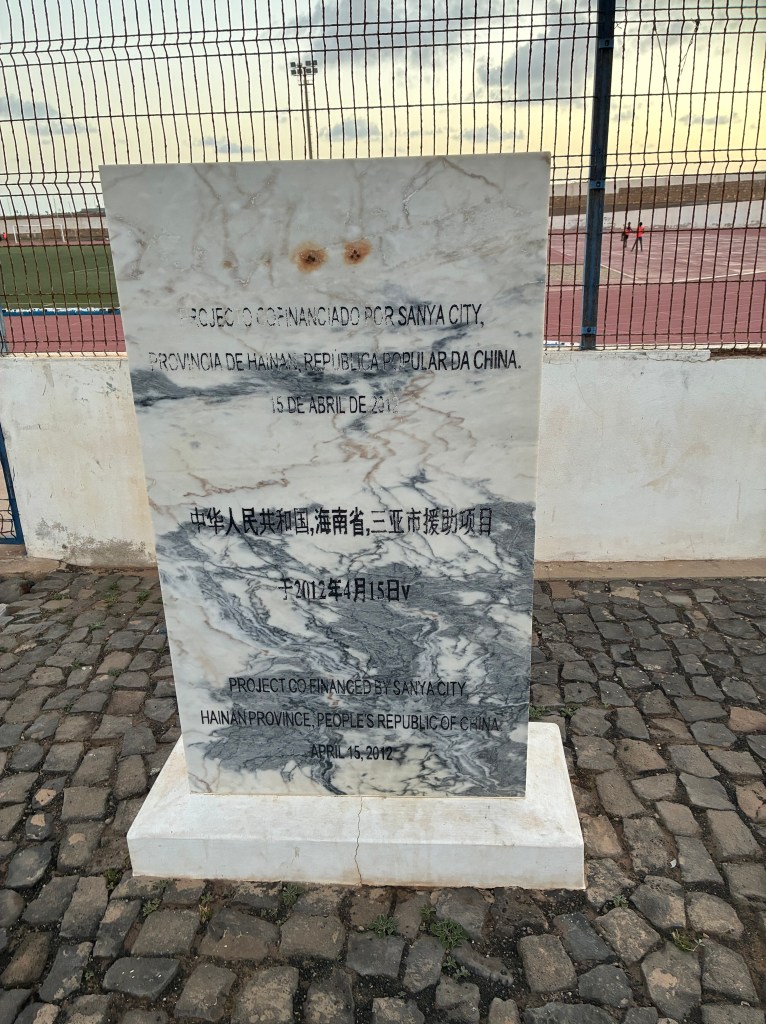 PROJECTO COFINANCIADO POR SANYA CITY,
PROVINCIA DE HAINAN, REPÚBLICA POPULAR DA CHINA.
15 DE ABRIL DE 2012
中华人民共和国,海南省,三亚市援助项目
于2012年4月15日v
PROJECT CO FINANCED BY SANYA CITY
HAINAN PROVINCE, PEOPLE'S REPUBLIC OF CHINA
APRIL 15, 2012